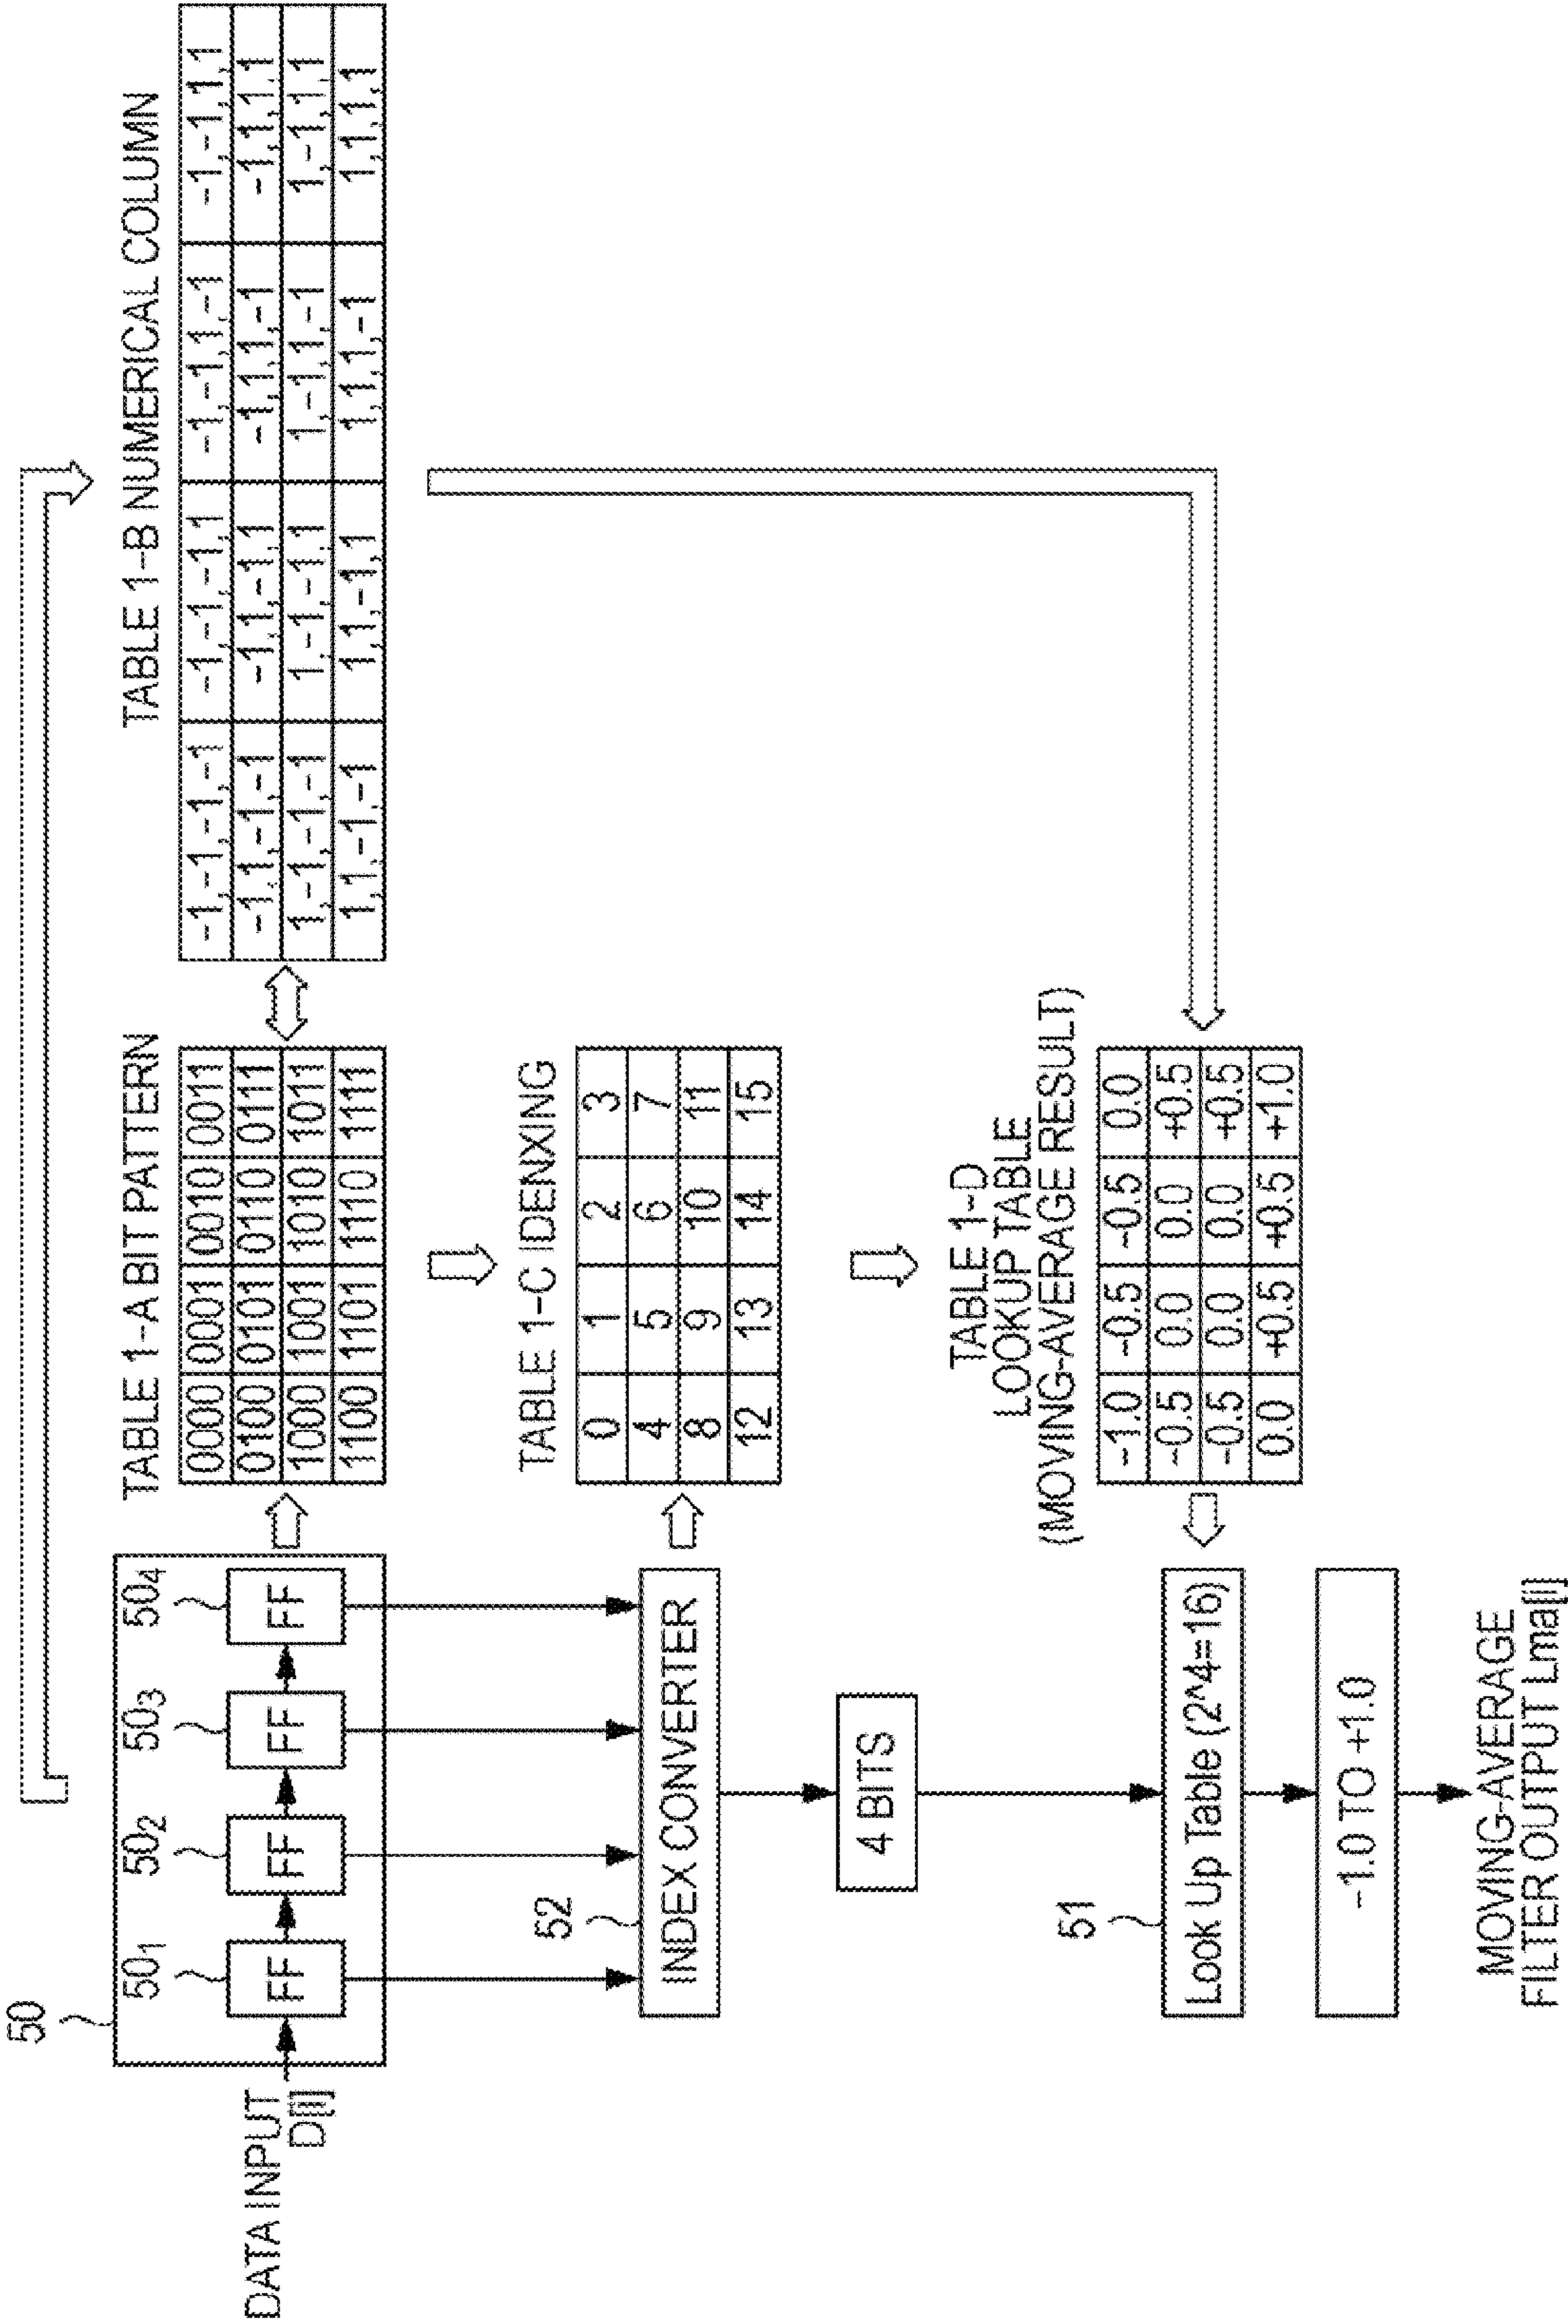 50
50₁
50₂
50₃
50₄
DATA INPUT
D[i]
FF
FF
FF
FF
TABLE 1-A BIT PATTERN
0000 0001 0010 0011
0100 0101 0110 0111
1000 1001 1010 1011
1100 1101 1110 1111
TABLE 1-B NUMERICAL COLUMN
-1,-1,-1,-1 -1,-1,-1,1 -1,-1,1,-1 -1,-1,1,1
-1,1,-1,-1 -1,1,-1,1 -1,1,1,-1 -1,1,1,1
1,-1,-1,-1 1,-1,-1,1 1,-1,1,-1 1,-1,1,1
1,1,-1,-1 1,1,-1,1 1,1,1,-1 1,1,1,1
52
INDEX CONVERTER
TABLE 1-C IDENXING
0 1 2 3
4 5 6 7
8 9 10 11
12 13 14 15
4 BITS
TABLE 1-D
LOOKUP TABLE
(MOVING-AVERAGE RESULT)
-1.0 -0.5 -0.5 0.0
-0.5 0.0 0.0 +0.5
-0.5 0.0 0.0 +0.5
0.0 +0.5 +0.5 +1.0
51
Look Up Table (2^4=16)
-1.0 TO +1.0
MOVING-AVERAGE
FILTER OUTPUT Lma[i]